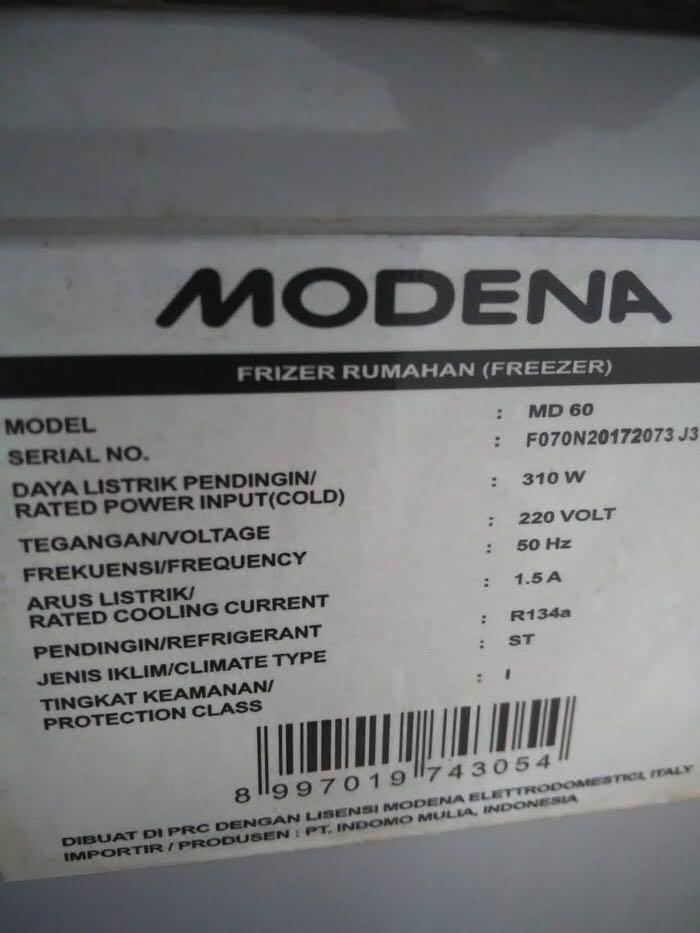 MODENA
FRIZER RUMAHAN (FREEZER)
MODEL : MD 60
SERIAL NO. : F070N20172073 J3
DAYA LISTRIK PENDINGIN/
RATED POWER INPUT(COLD) : 310 W
TEGANGAN/VOLTAGE : 220 VOLT
FREKUENSI/FREQUENCY : 50 Hz
ARUS LISTRIK/
RATED COOLING CURRENT : 1.5 A
PENDINGIN/REFRIGERANT : R134a
JENIS IKLIM/CLIMATE TYPE : ST
TINGKAT KEAMANAN/
PROTECTION CLASS : I
8 997019 743054
DIBUAT DI PRC DENGAN LISENSI MODENA ELETTRODOMESTICI, ITALY
IMPORTIR / PRODUSEN : PT. INDOMO MULIA, INDONESIA